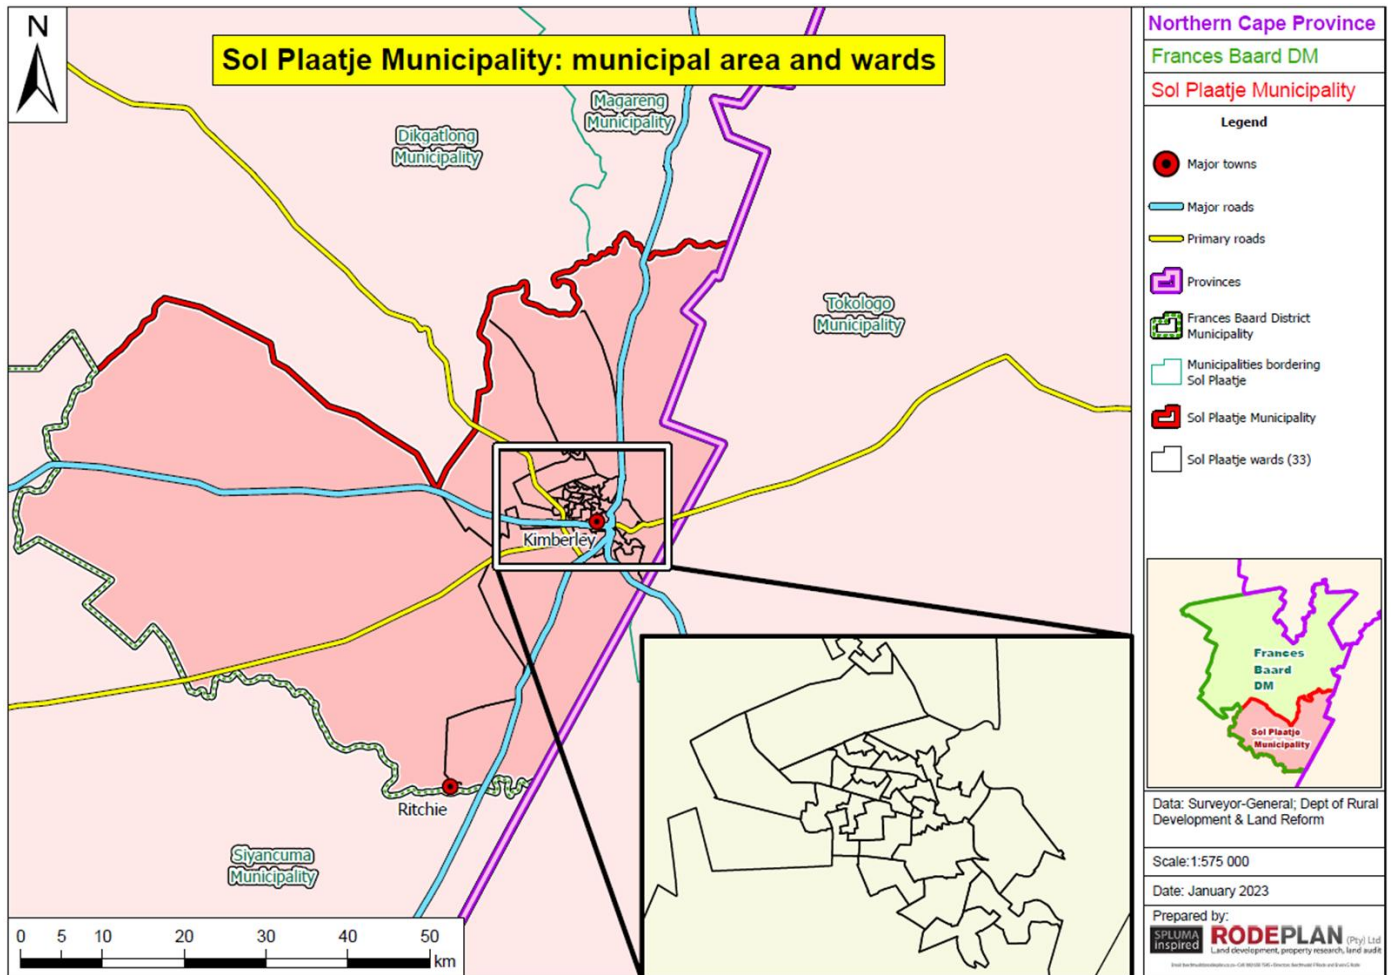 N
Sol Plaatje Municipality: municipal area and wards
Magareng
Municipality
Dikgatlong
Municipality
Tokologo
Municipality
Kimberley
Ritchie
Siyancuma
Municipality
0 5 10 20 30 40 50
km
Northern Cape Province
Frances Baard DM
Sol Plaatje Municipality
Legend
Major towns
Major roads
Primary roads
Provinces
Frances Baard District
Municipality
Municipalities bordering
Sol Plaatje
Sol Plaatje Municipality
Sol Plaatje wards (33)
Frances
Baard
DM
Sol Plaatje
Municipality
Data: Surveyor-General; Dept of Rural
Development & Land Reform
Scale:1:575 000
Date: January 2023
Prepared by:
SPLUMA
inspired
RODEPLAN (Pty) Ltd
Land development, property research, land audit